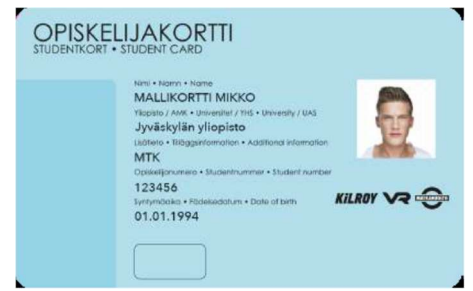 OPISKELIJAKORTTI
STUDENTKORT • STUDENT CARD
Nimi • Namn • Name
MALLIKORTTI MIKKO
Yliopisto / AMK • Universitet / YHS • University / UAS
Jyväskylän yliopisto
Lisätieto • Tilläggsinformation • Additional information
MTK
Opiskelijanumero • Studentnummer • Student number
123456
Syntymäaika • Födelsedatum • Date of birth
01.01.1994
KiLROY VR MATKAHUOLTO